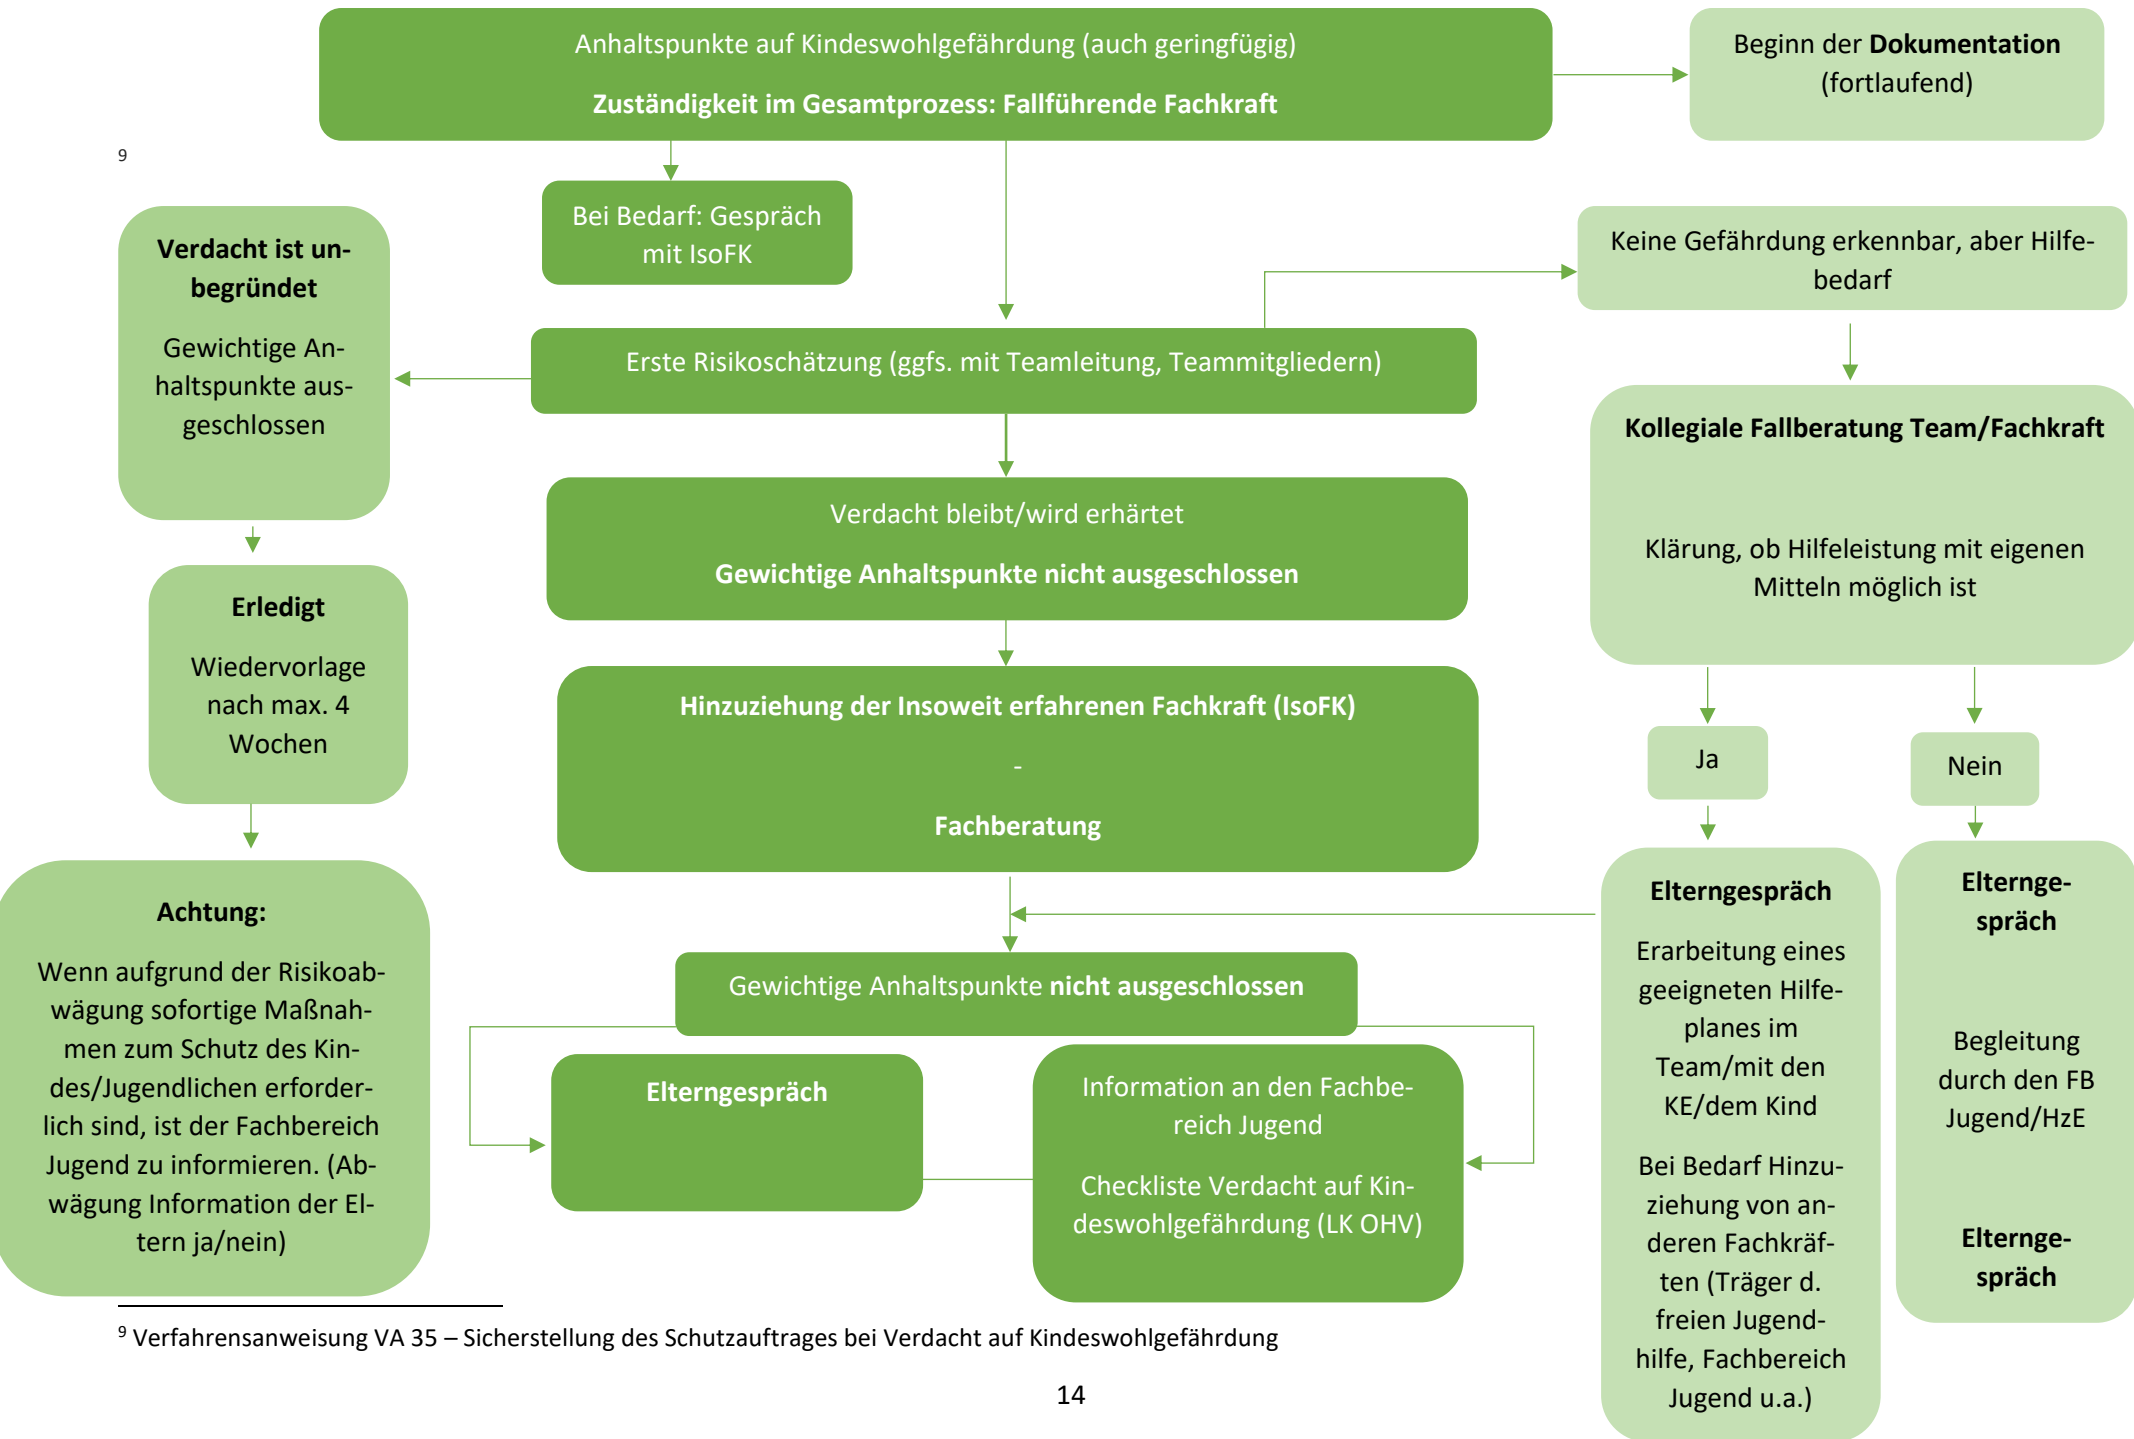 Anhaltspunkte auf Kindeswohlgefährdung (auch geringfügig)
Zuständigkeit im Gesamtprozess: Fallführende Fachkraft
Beginn der Dokumentation
(fortlaufend)
9
Bei Bedarf: Gespräch
mit IsoFK
Verdacht ist un-
begründet
Gewichtige An-
haltspunkte aus-
geschlossen
Keine Gefährdung erkennbar, aber Hilfe-
bedarf
Erste Risikoschätzung (ggfs. mit Teamleitung, Teammitgliedern)
Kollegiale Fallberatung Team/Fachkraft
Klärung, ob Hilfeleistung mit eigenen
Mitteln möglich ist
Verdacht bleibt/wird erhärtet
Gewichtige Anhaltspunkte nicht ausgeschlossen
Erledigt
Wiedervorlage
nach max. 4
Wochen
Hinzuziehung der Insoweit erfahrenen Fachkraft (IsoFK)
-
Fachberatung
Ja
Nein
Achtung:
Wenn aufgrund der Risikoab-
wägung sofortige Maßnah-
men zum Schutz des Kin-
des/Jugendlichen erforder-
lich sind, ist der Fachbereich
Jugend zu informieren. (Ab-
wägung Information der El-
tern ja/nein)
Gewichtige Anhaltspunkte nicht ausgeschlossen
Elterngespräch
Information an den Fachbe-
reich Jugend
Checkliste Verdacht auf Kin-
deswohlgefährdung (LK OHV)
Elterngespräch
Erarbeitung eines
geeigneten Hilfe-
planes im
Team/mit den
KE/dem Kind
Bei Bedarf Hinzu-
ziehung von an-
deren Fachkräf-
ten (Träger d.
freien Jugend-
hilfe, Fachbereich
Jugend u.a.)
Elternge-
spräch
Begleitung
durch den FB
Jugend/HzE
Elternge-
spräch
9 Verfahrensanweisung VA 35 – Sicherstellung des Schutzauftrages bei Verdacht auf Kindeswohlgefährdung
14